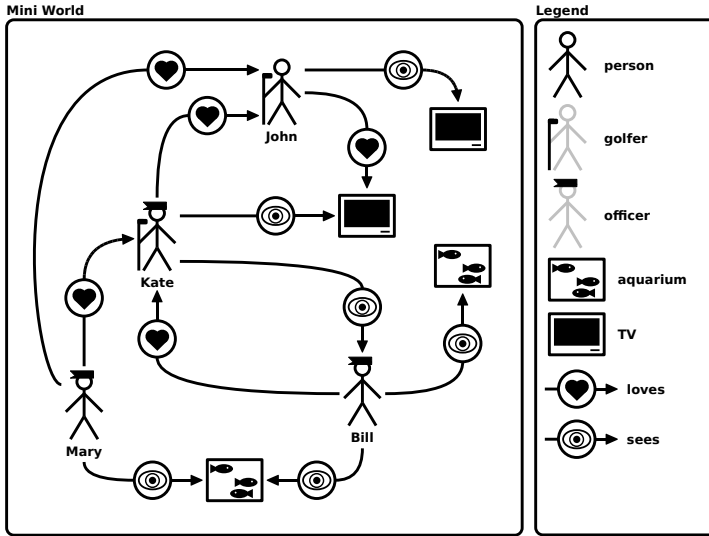 Mini World
John
Kate
Mary
Bill
Legend
person
golfer
officer
aquarium
TV
loves
sees